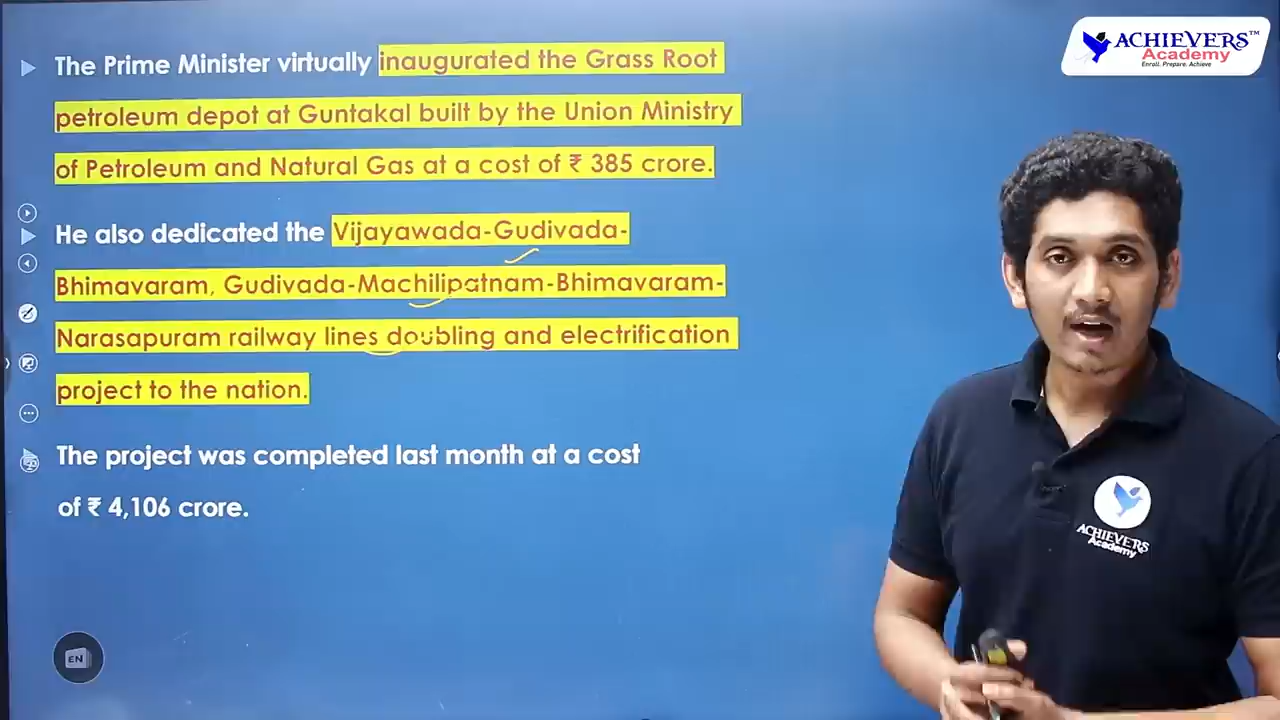 ACHIEVERS™
Academy
Enroll. Prepare. Achieve
The Prime Minister virtually inaugurated the Grass Root
petroleum depot at Guntakal built by the Union Ministry
of Petroleum and Natural Gas at a cost of ₹ 385 crore.
He also dedicated the Vijayawada-Gudivada-
Bhimavaram, Gudivada-Machilipatnam-Bhimavaram-
Narasapuram railway lines doubling and electrification
project to the nation.
The project was completed last month at a cost
of ₹ 4,106 crore.
EN
ACHIEVERS
Academy